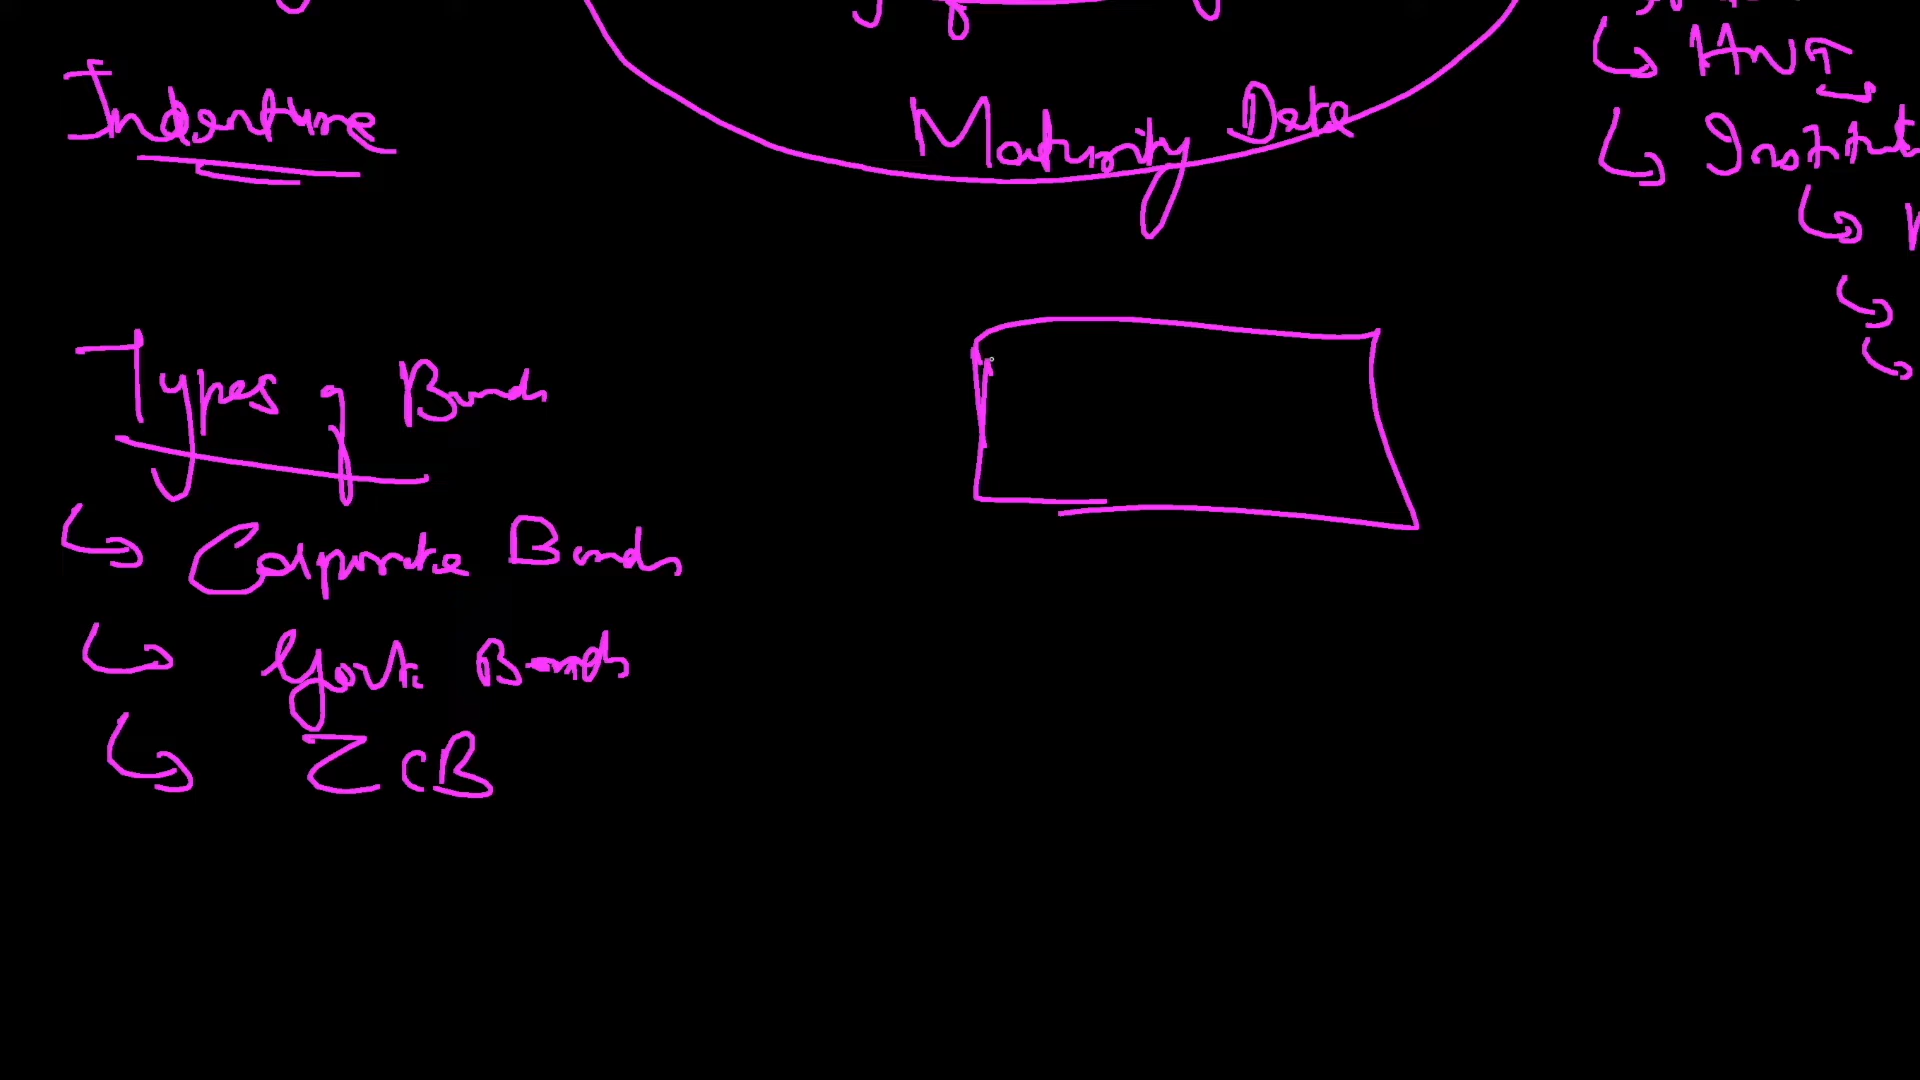 Indenture
Maturity Date
HNI
Institut
Types of Bonds
Corporate Bonds
Govt. Bonds
ZCB